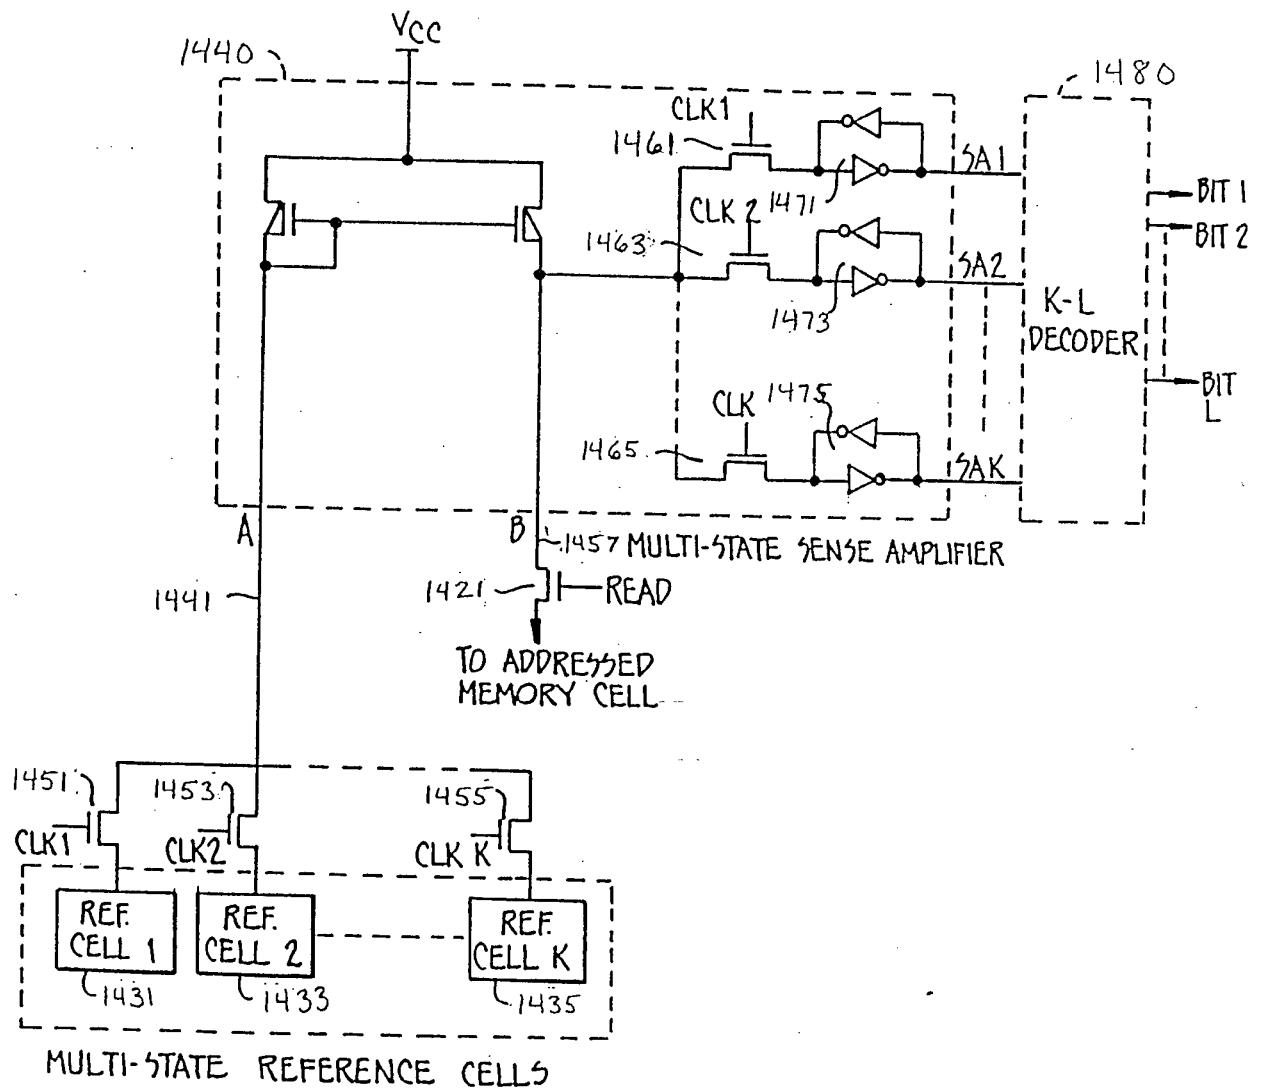 1440
VCC
1480
CLK1
1461
SA1
BIT 1
1471
CLK 2
BIT 2
1463
SA2
K-L
DECODER
1473
BIT
L
CLK
1475
1465
SAK
A
B
1457
MULTI-STATE SENSE AMPLIFIER
1421
READ
1441
TO ADDRESSED
MEMORY CELL
1451
1453
1455
CLK1
CLK2
CLK K
REF.
CELL 1
REF.
CELL 2
REF.
CELL K
1431
1433
1435
MULTI-STATE REFERENCE CELLS